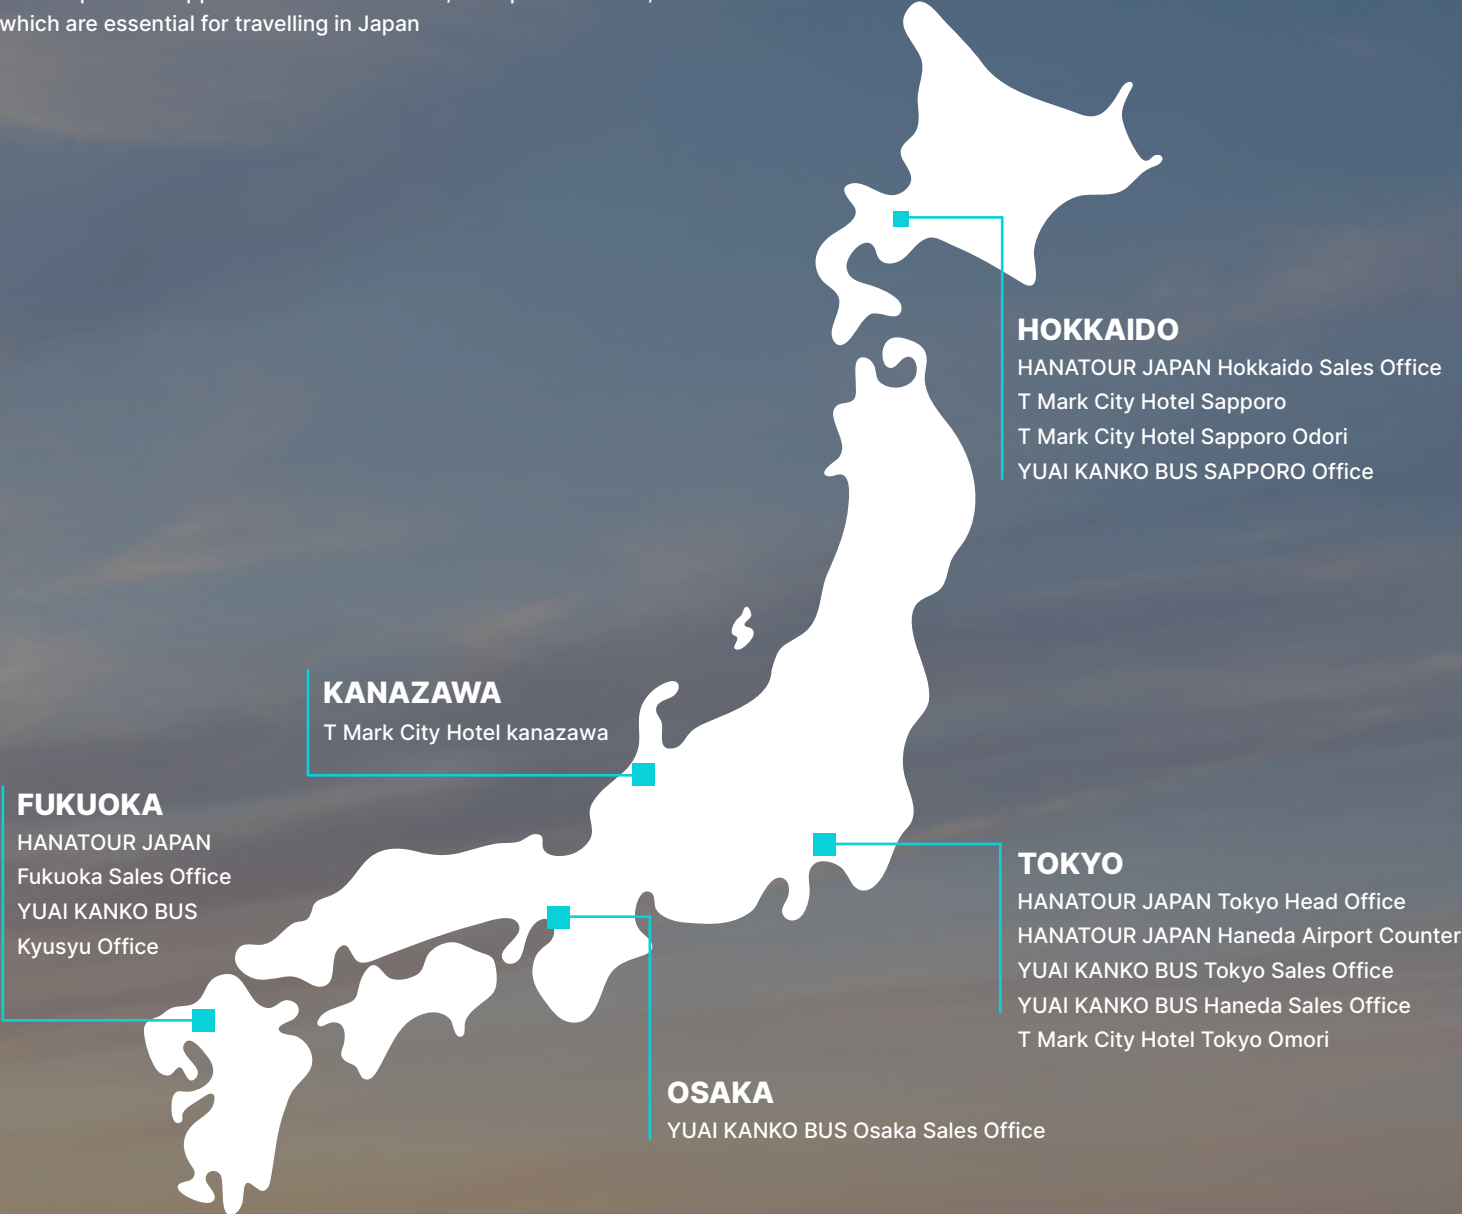 which are essential for travelling in Japan
HOKKAIDO
HANATOUR JAPAN Hokkaido Sales Office
T Mark City Hotel Sapporo
T Mark City Hotel Sapporo Odori
YUAI KANKO BUS SAPPORO Office
KANAZAWA
T Mark City Hotel kanazawa
FUKUOKA
HANATOUR JAPAN
Fukuoka Sales Office
YUAI KANKO BUS
Kyusyu Office
TOKYO
HANATOUR JAPAN Tokyo Head Office
HANATOUR JAPAN Haneda Airport Counter
YUAI KANKO BUS Tokyo Sales Office
YUAI KANKO BUS Haneda Sales Office
T Mark City Hotel Tokyo Omori
OSAKA
YUAI KANKO BUS Osaka Sales Office